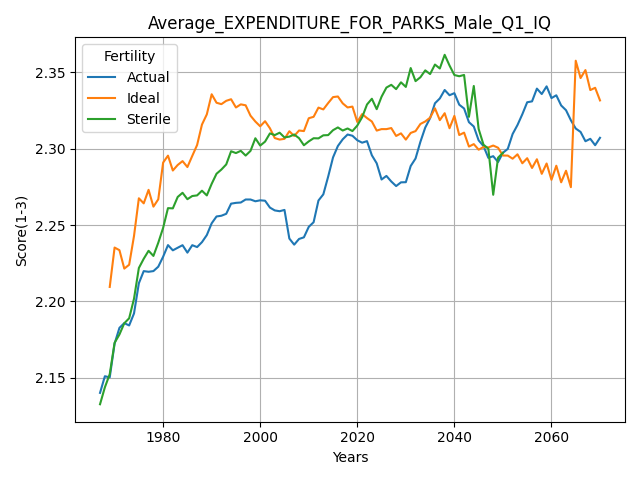 Average_EXPENDITURE_FOR_PARKS_Male_Q1_IQ
Fertility
Actual
Ideal
Sterile
Score(1-3)
2.35
2.30
2.25
2.20
2.15
1980
2000
2020
2040
2060
Years